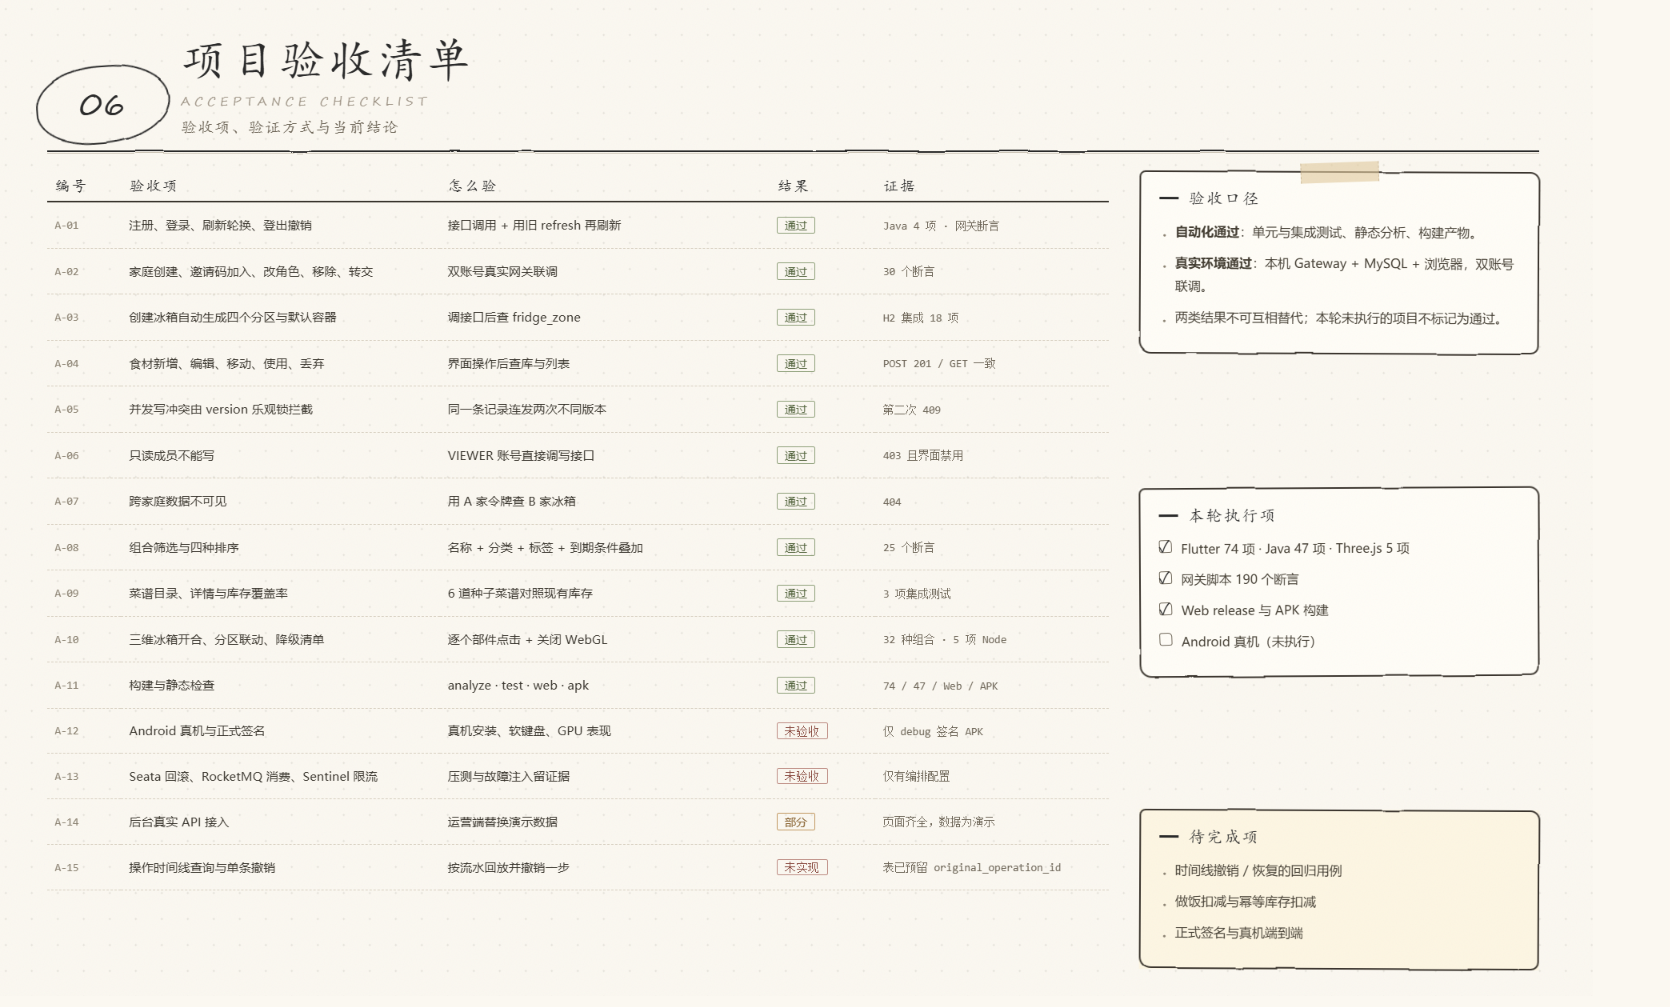 06
项目验收清单
ACCEPTANCE CHECKLIST
验收项、验证方式与当前结论
编号 验收项 怎么验 结果 证据
A-01 注册、登录、刷新轮换、登出撤销 接口调用 + 用旧 refresh 再刷新 通过 Java 4 项 · 网关断言
A-02 家庭创建、邀请码加入、改角色、移除、转交 双账号真实网关联调 通过 30 个断言
A-03 创建冰箱自动生成四个分区与默认容器 调接口后查 fridge_zone 通过 H2 集成 18 项
A-04 食材新增、编辑、移动、使用、丢弃 界面操作后查库与列表 通过 POST 201 / GET 一致
A-05 并发写冲突由 version 乐观锁拦截 同一条记录连发两次不同版本 通过 第二次 409
A-06 只读成员不能写 VIEWER 账号直接调写接口 通过 403 且界面禁用
A-07 跨家庭数据不可见 用 A 家令牌查 B 家冰箱 通过 404
A-08 组合筛选与四种排序 名称 + 分类 + 标签 + 到期条件叠加 通过 25 个断言
A-09 菜谱目录、详情与库存覆盖率 6 道种子菜谱对照现有库存 通过 3 项集成测试
A-10 三维冰箱开合、分区联动、降级清单 逐个部件点击 + 关闭 WebGL 通过 32 种组合 · 5 项 Node
A-11 构建与静态检查 analyze · test · web · apk 通过 74 / 47 / Web / APK
A-12 Android 真机与正式签名 真机安装、软键盘、GPU 表现 未验收 仅 debug 签名 APK
A-13 Seata 回滚、RocketMQ 消费、Sentinel 限流 压测与故障注入留证据 未验收 仅有编排配置
A-14 后台真实 API 接入 运营端替换演示数据 部分 页面齐全，数据为演示
A-15 操作时间线查询与单条撤销 按流水回放并撤销一步 未实现 表已预留 original_operation_id
验收口径
· 自动化通过：单元与集成测试、静态分析、构建产物。
· 真实环境通过：本机 Gateway + MySQL + 浏览器，双账号
联调。
· 两类结果不可互相替代；本轮未执行的项目不标记为通过。
本轮执行项
Flutter 74 项 · Java 47 项 · Three.js 5 项
网关脚本 190 个断言
Web release 与 APK 构建
Android 真机（未执行）
待完成项
· 时间线撤销 / 恢复的回归用例
· 做饭扣减与幂等库存扣减
· 正式签名与真机端到端